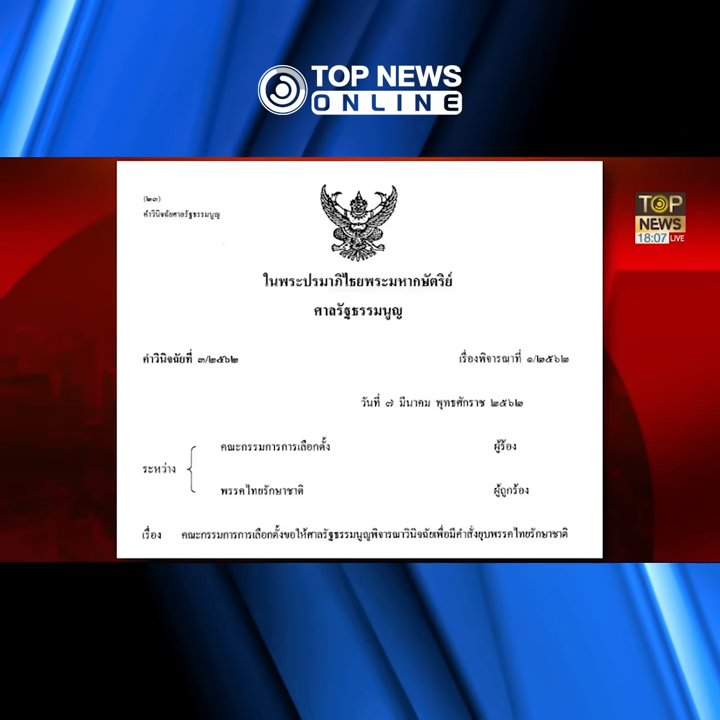 TOP NEWS
ONLINE
TOP
NEWS
18:07 LIVE
(๒๓)
คำวินิจฉัยศาลรัฐธรรมนูญ
ในพระปรมาภิไธยพระมหากษัตริย์
ศาลรัฐธรรมนูญ
คำวินิจฉัยที่ ๓/๒๕๖๒ เรื่องพิจารณาที่ ๑/๒๕๖๒
วันที่ ๗ มีนาคม พุทธศักราช ๒๕๖๒
คณะกรรมการการเลือกตั้ง ผู้ร้อง
ระหว่าง
พรรคไทยรักษาชาติ ผู้ถูกร้อง
เรื่อง คณะกรรมการการเลือกตั้งขอให้ศาลรัฐธรรมนูญพิจารณาวินิจฉัยเพื่อมีคำสั่งยุบพรรคไทยรักษาชาติ